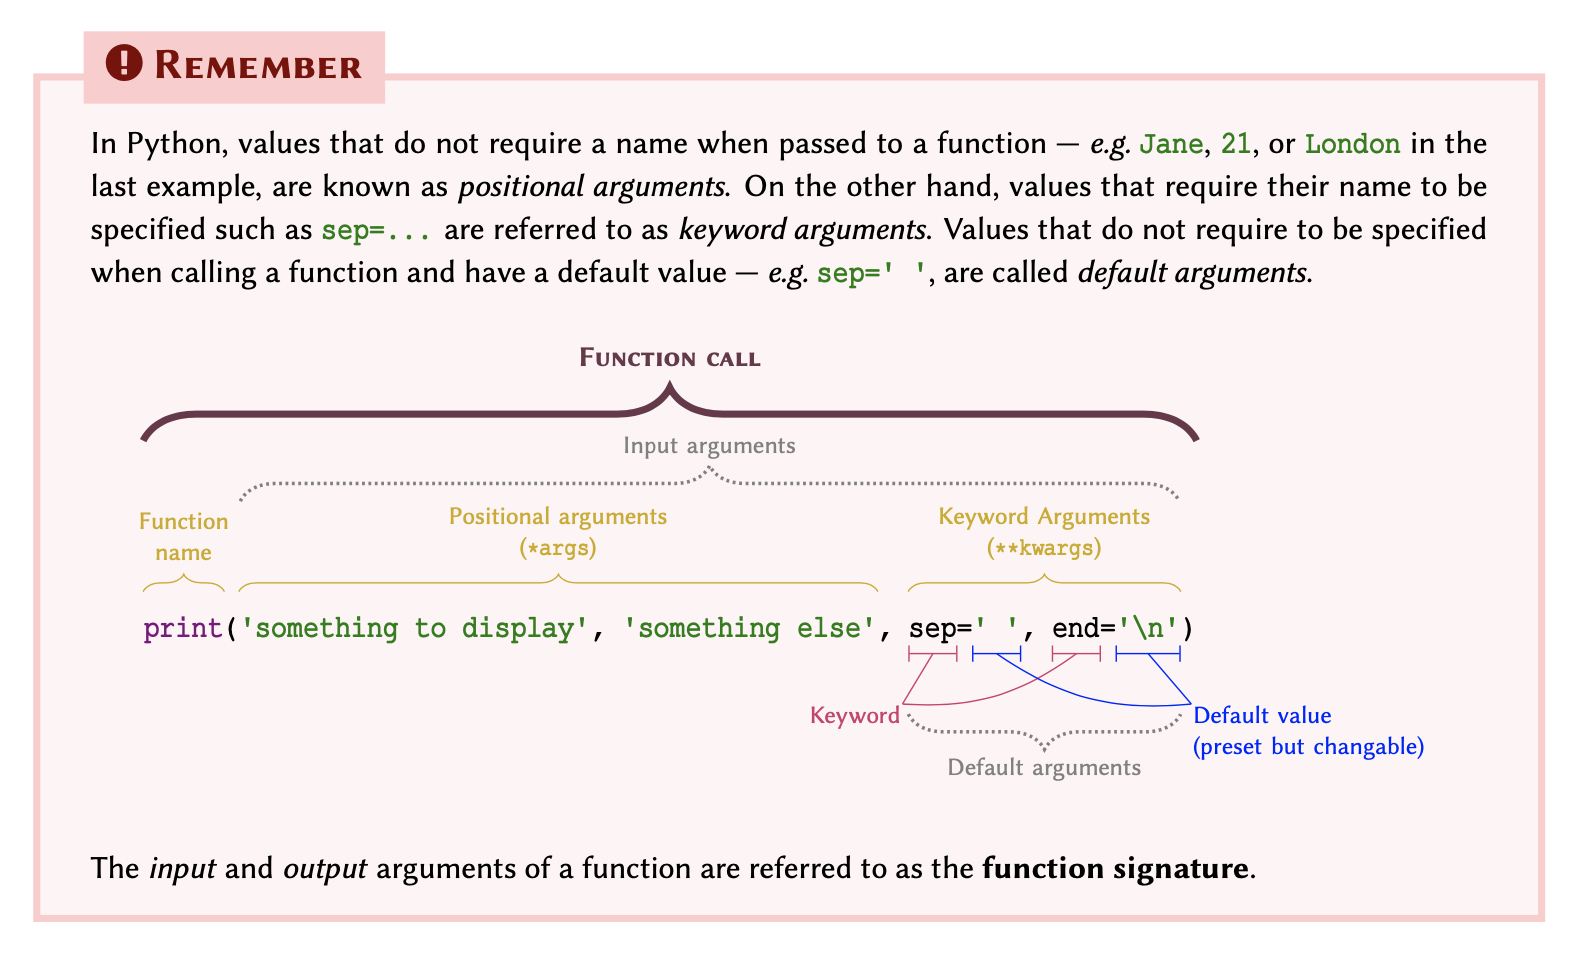 REMEMBER
In Python, values that do not require a name when passed to a function — e.g. Jane, 21, or London in the
last example, are known as positional arguments. On the other hand, values that require their name to be
specified such as sep=... are referred to as keyword arguments. Values that do not require to be specified
when calling a function and have a default value — e.g. sep=' ', are called default arguments.
FUNCTION CALL
Input arguments
Function
name
Positional arguments
(*args)
Keyword Arguments
(**kwargs)
print('something to display', 'something else', sep=' ', end='\n')
Keyword
Default value
(preset but changable)
Default arguments
The input and output arguments of a function are referred to as the function signature.